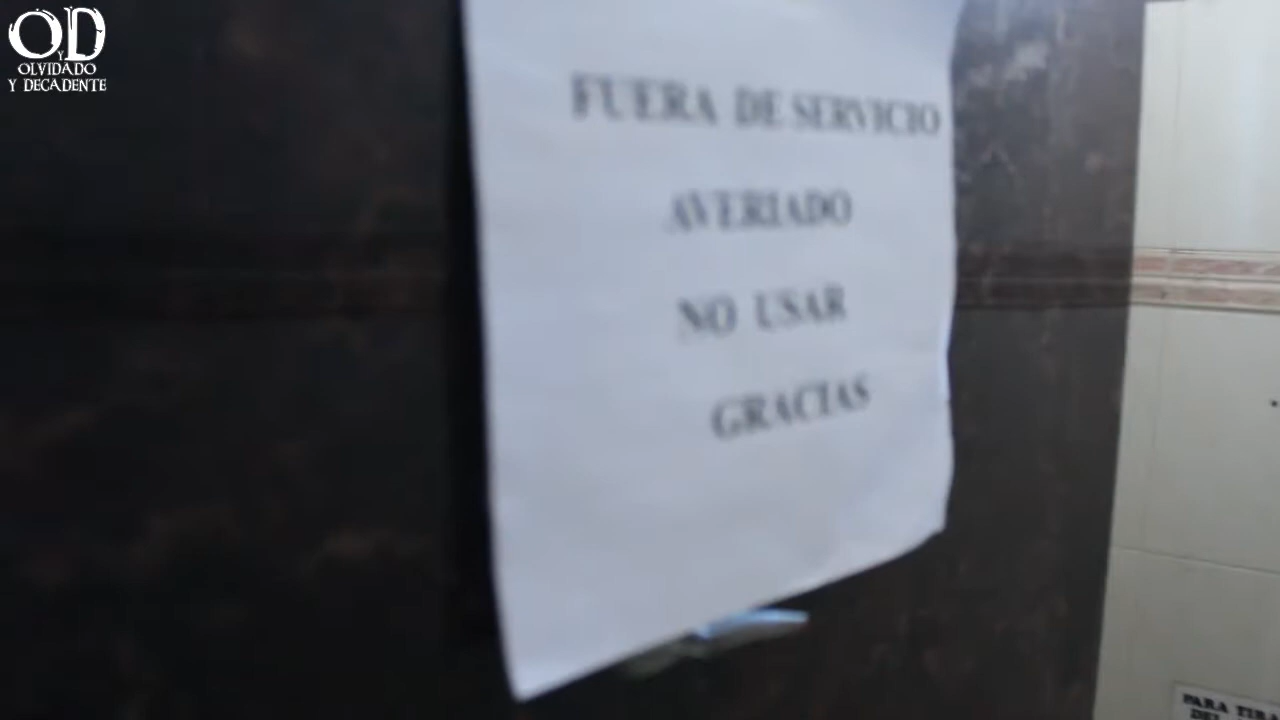 OD
Y
OLVIDADO
Y DECADENTE
FUERA DE SERVICIO
AVERIADO
NO USAR
GRACIAS
PARA